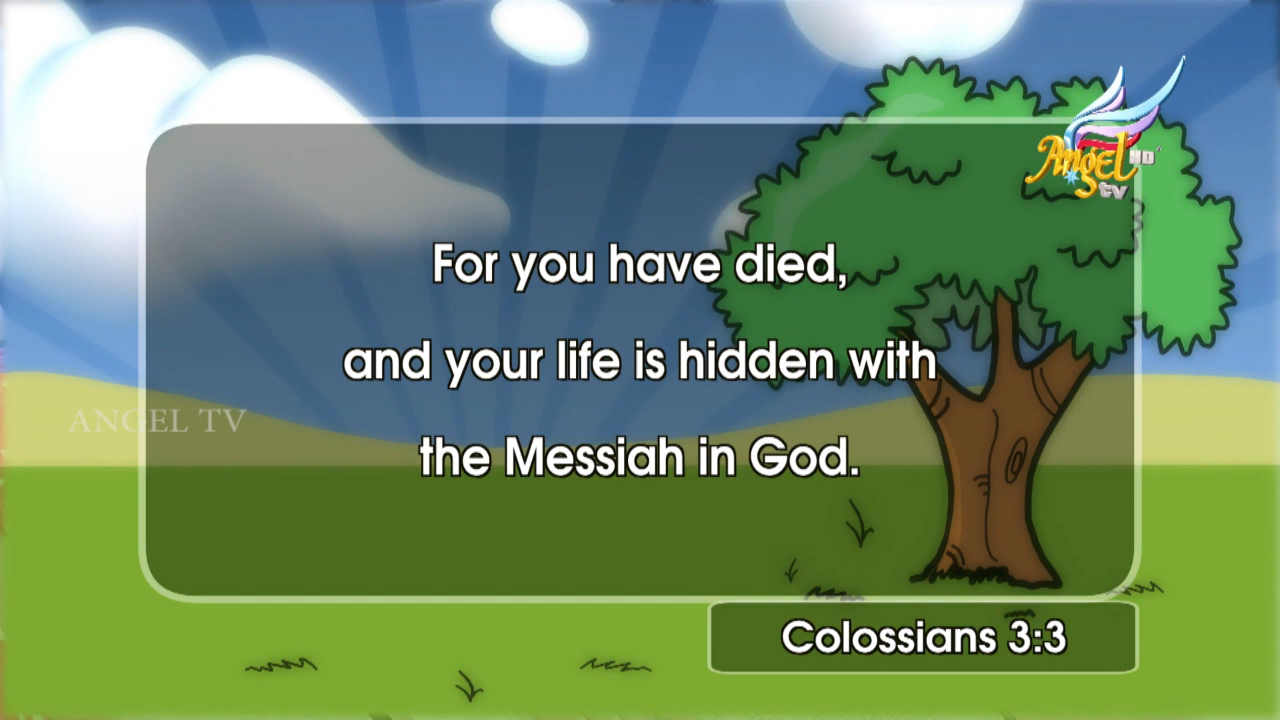 Angel HD
tv
For you have died,
and your life is hidden with
ANGEL TV
the Messiah in God.
Colossians 3:3